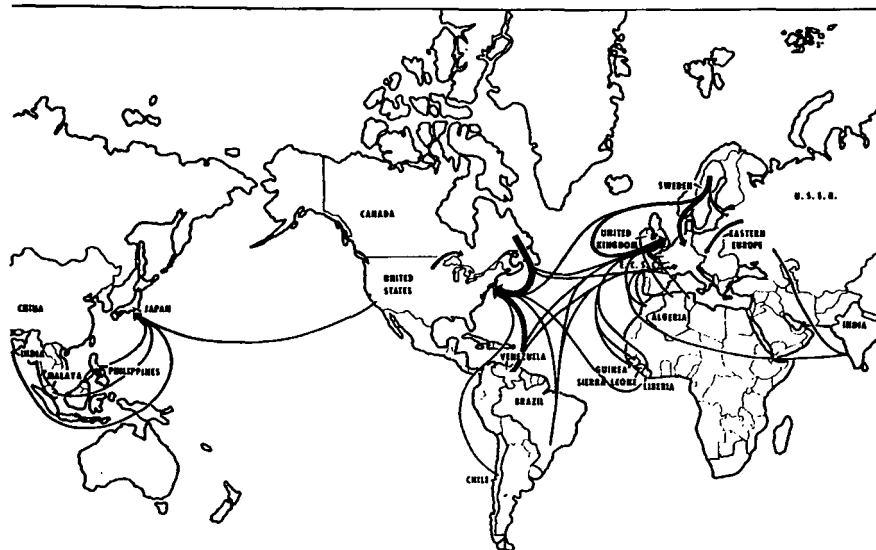 SWEDEN
U.S.S.R.
CANADA
UNITED
KINGDOM
EASTERN
EUROPE
UNITED
STATES
CHINA
JAPAN
ALGERIA
INDIA
INDIA
MALAYA
PHILIPPINES
VENEZUELA
GUINEA
SIERRA LEONE
LIBERIA
BRAZIL
CHILE